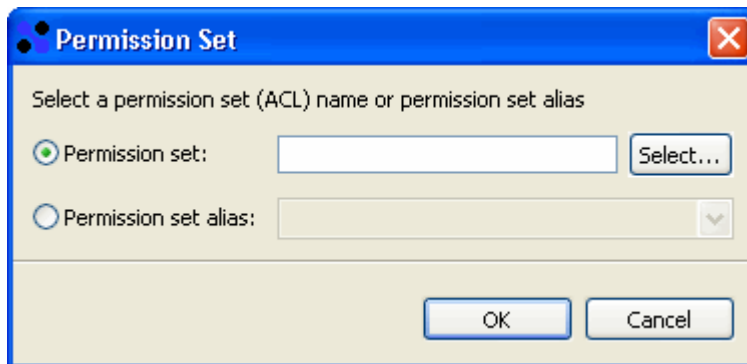 Permission Set
Select a permission set (ACL) name or permission set alias
Permission set: Select...
Permission set alias:
OK Cancel